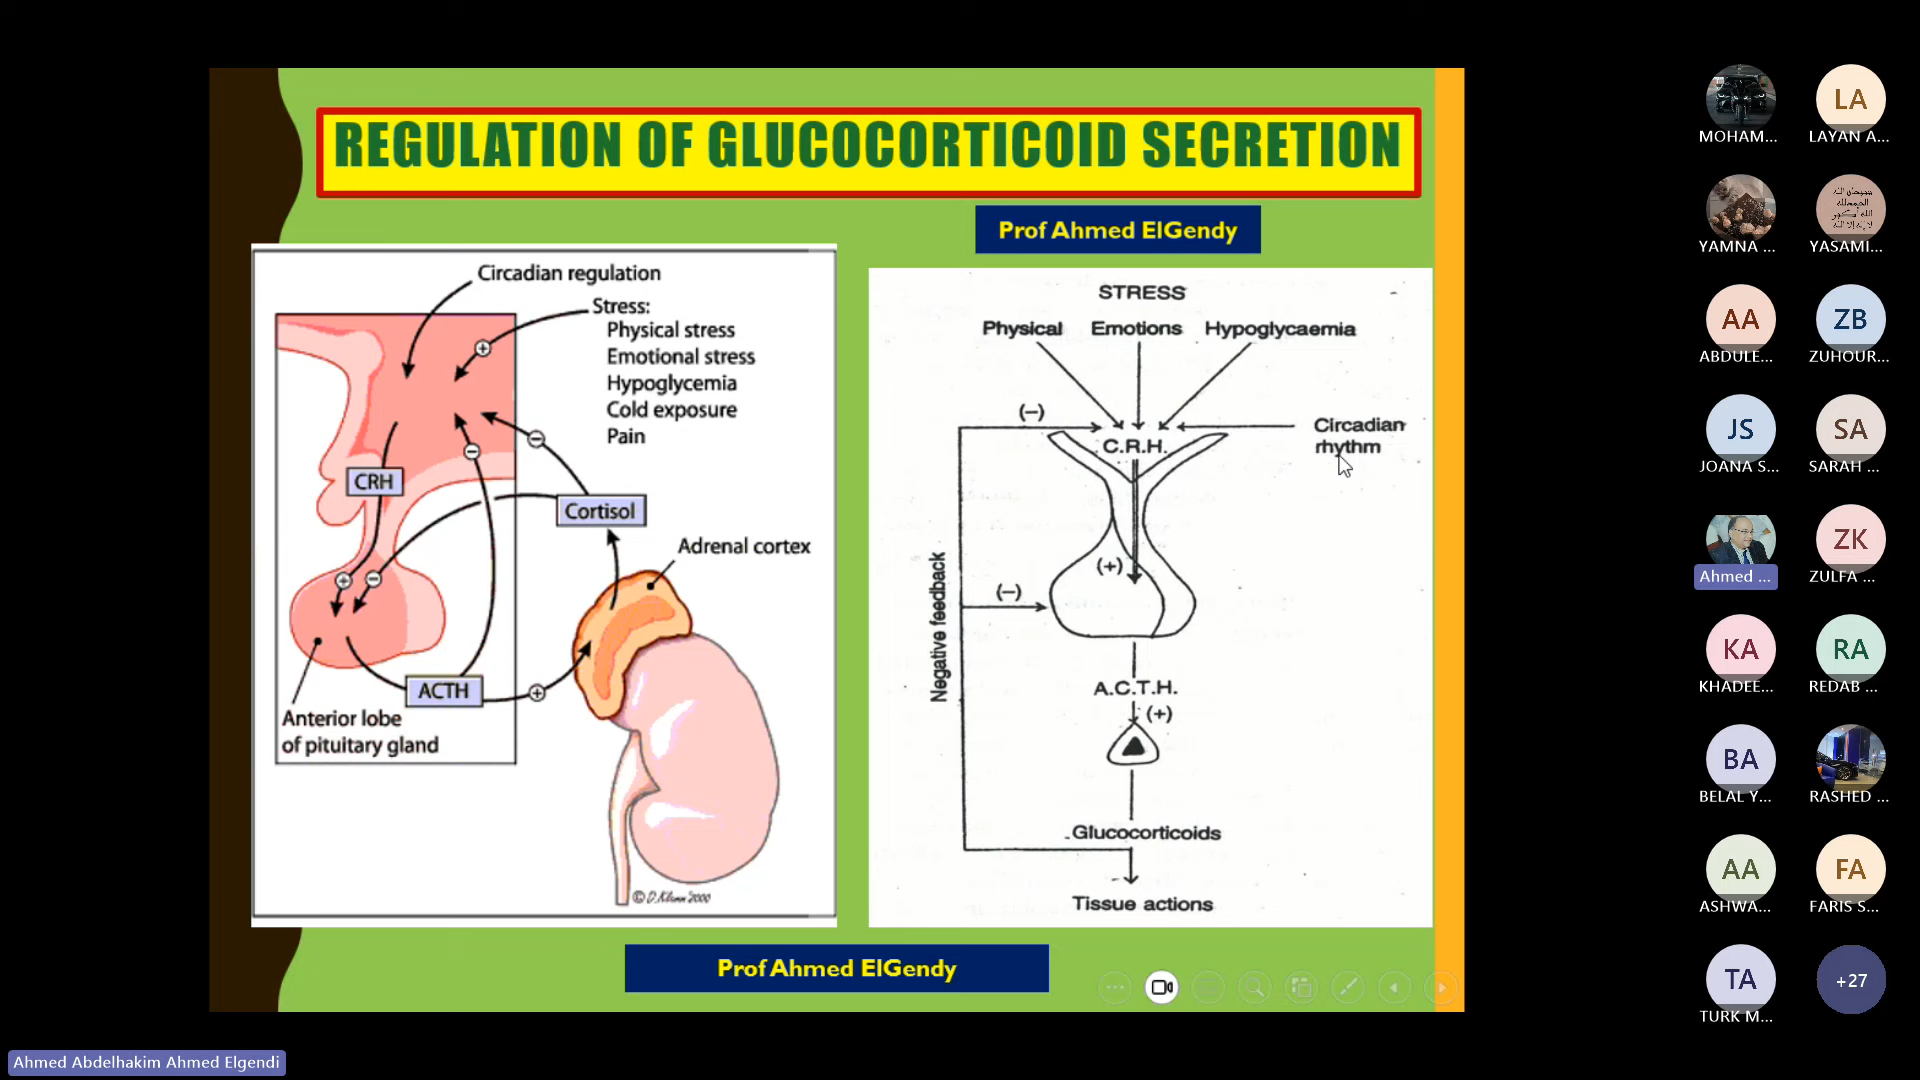 REGULATION OF GLUCOCORTICOID SECRETION
Prof Ahmed ElGendy
Circadian regulation
Stress:
Physical stress
Emotional stress
Hypoglycemia
Cold exposure
Pain
CRH
Cortisol
Adrenal cortex
ACTH
Anterior lobe
of pituitary gland
STRESS
Physical Emotions Hypoglycaemia
(−)
C.R.H.
Circadian
rhythm
(+)
(−)
Negative feedback
A.C.T.H.
(+)
Glucocorticoids
Tissue actions
Prof Ahmed ElGendy
MOHAM...
LA
LAYAN A...
YAMNA ...
YASAMI...
AA
ABDULE...
ZB
ZUHOUR...
JS
JOANA S...
SA
SARAH ...
Ahmed ...
ZK
ZULFA ...
KA
KHADEE...
RA
REDAB ...
BA
BELAL Y...
RASHED ...
AA
ASHWA...
FA
FARIS S...
TA
TURK M...
+27
Ahmed Abdelhakim Ahmed Elgendi